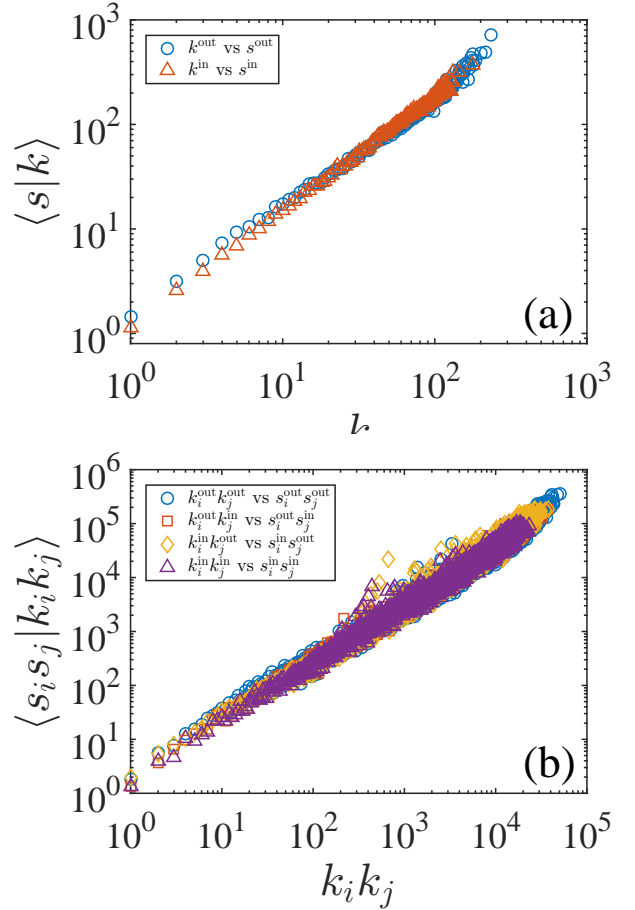 10^3
k^out vs s^out
k^in vs s^in
10^2
⟨s|k⟩
10^1
10^0
(a)
10^0 10^1 10^2 10^3
10^6
k_i^out k_j^out vs s_i^out s_j^out
k_i^out k_j^in vs s_i^out s_j^in
k_i^in k_j^out vs s_i^in s_j^out
k_i^in k_j^in vs s_i^in s_j^in
10^5
10^4
⟨s_i s_j|k_i k_j⟩
10^3
10^2
10^1
10^0
(b)
10^0 10^1 10^2 10^3 10^4 10^5
k_i k_j